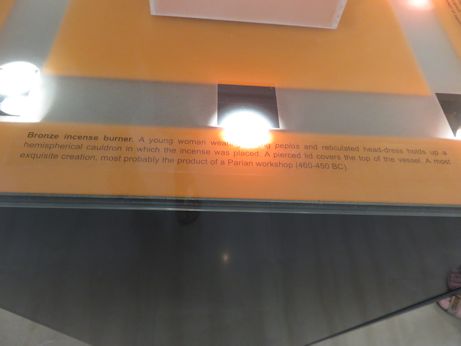 Bronze incense burner. A young woman peplos and reticulated head-dress holds up a
hemispherical cauldron in which the incense was placed. A pierced lid covers the top of the vessel. A most
exquisite creation, most probably the product of a Parian workshop (460-450 BC).